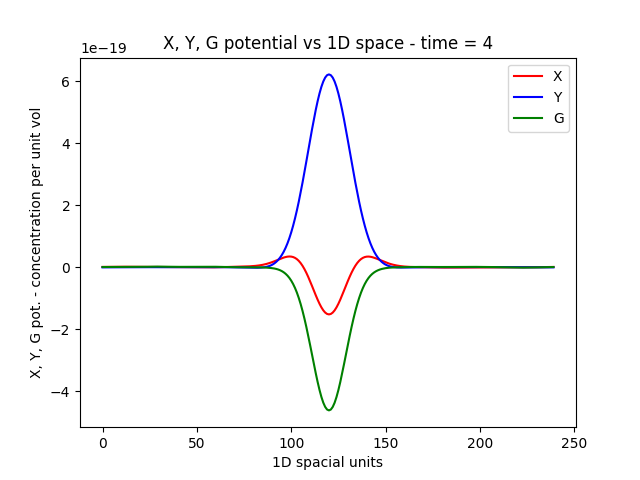 X, Y, G potential vs 1D space - time = 4
1e−19
X
Y
G
6
4
2
0
−2
−4
X, Y, G pot. - concentration per unit vol
0
50
100
150
200
250
1D spacial units